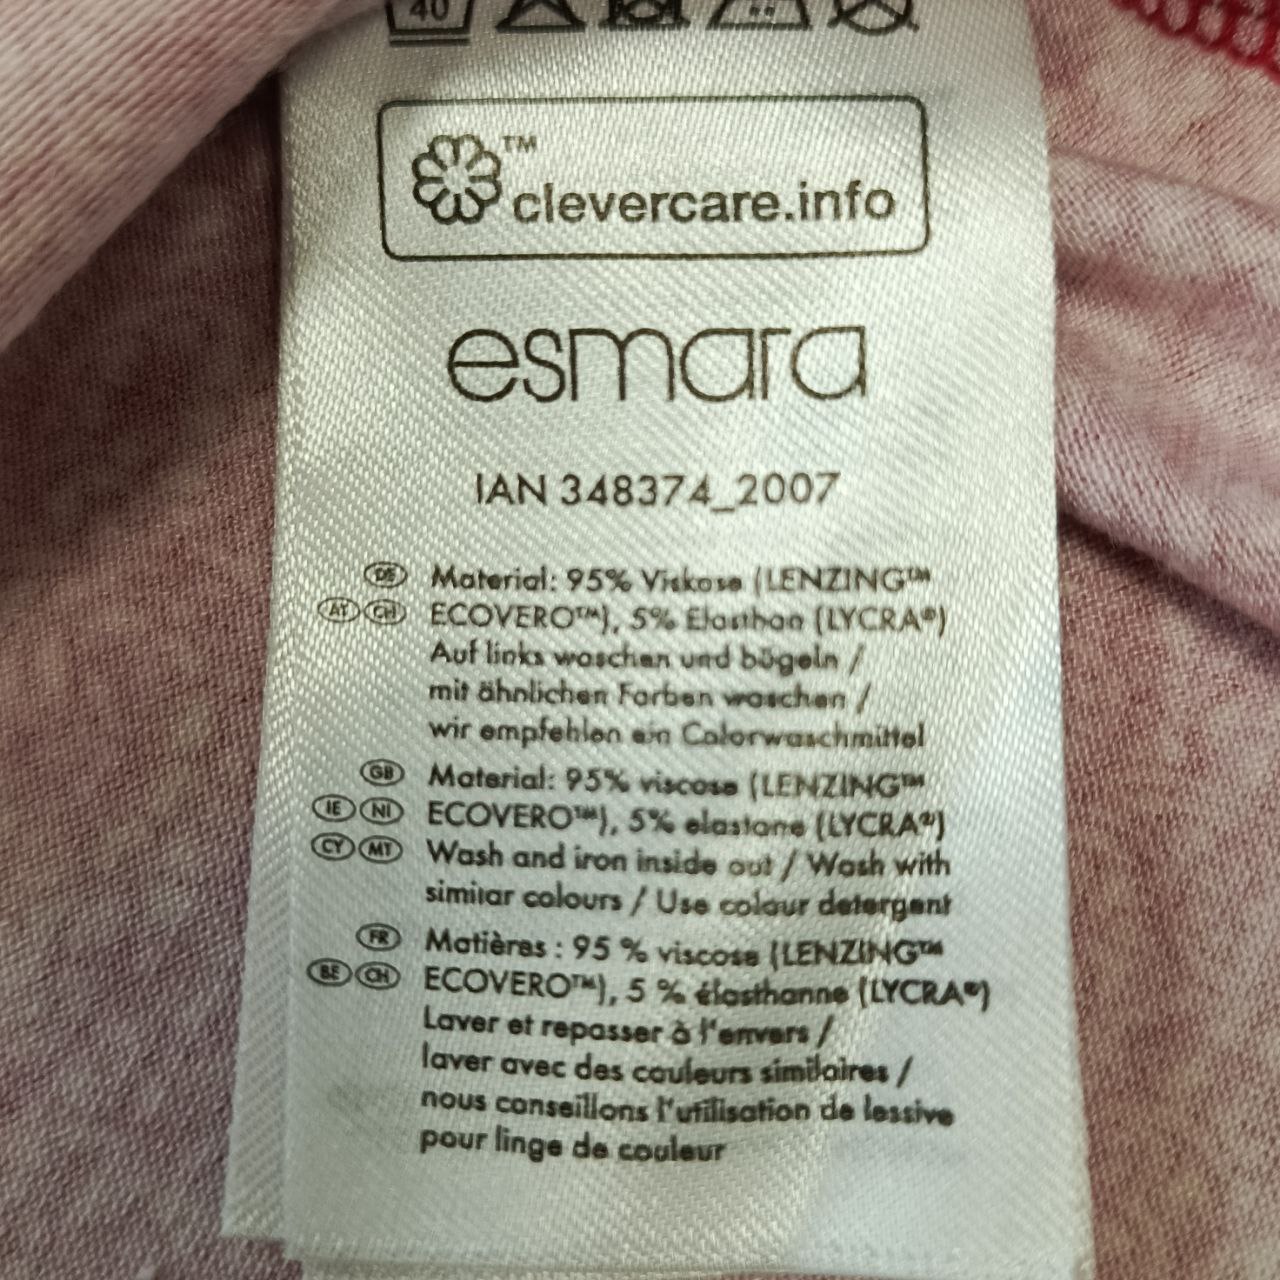 40
™
clevercare.info
esmara
IAN 348374_2007
DE Material: 95% Viskose (LENZING™
AT CH ECOVERO™), 5% Elasthan (LYCRA®)
Auf links waschen und bügeln /
mit ähnlichen Farben waschen /
wir empfehlen ein Colorwaschmittel
GB Material: 95% viscose (LENZING™
IE NI ECOVERO™), 5% elastane (LYCRA®)
CY MT Wash and iron inside out / Wash with
similar colours / Use colour detergent
FR Matières : 95 % viscose (LENZING™
BE CH ECOVERO™), 5 % élasthanne (LYCRA®)
Laver et repasser à l'envers /
laver avec des couleurs similaires /
nous conseillons l'utilisation de lessive
pour linge de couleur